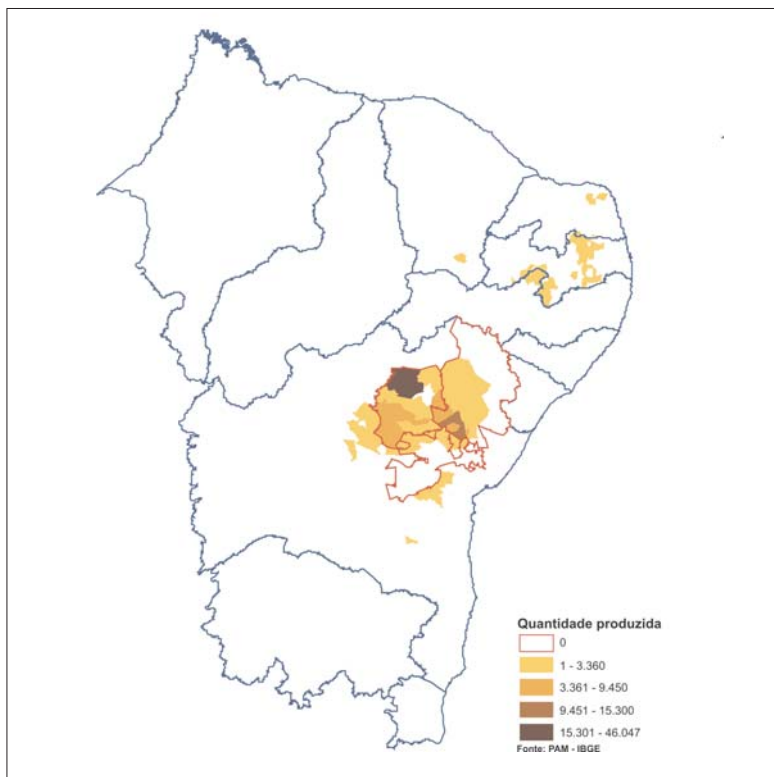 Quantidade produzida
0
1 - 3.360
3.361 - 9.450
9.451 - 15.300
15.301 - 46.047
Fonte: PAM - IBGE